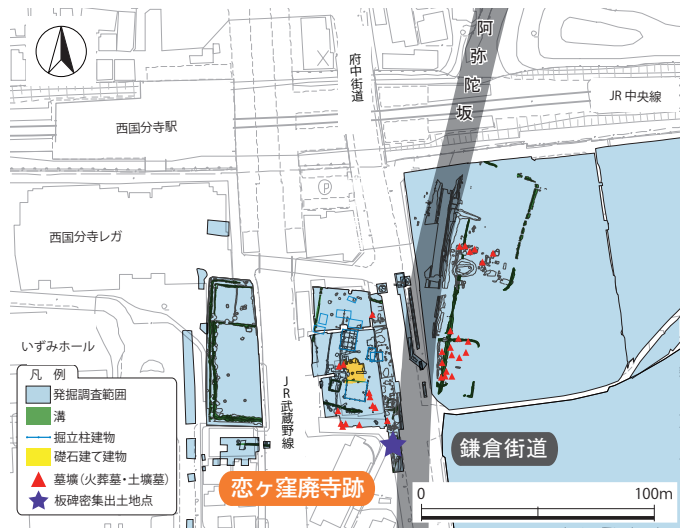 阿弥陀坂
府中街道
JR中央線
西国分寺駅
P
西国分寺レガ
いずみホール
JR武蔵野線
凡 例
発掘調査範囲
溝
掘立柱建物
礎石建て建物
墓壙(火葬墓・土壙墓)
板碑密集出土地点
恋ヶ窪廃寺跡
鎌倉街道
0 100m